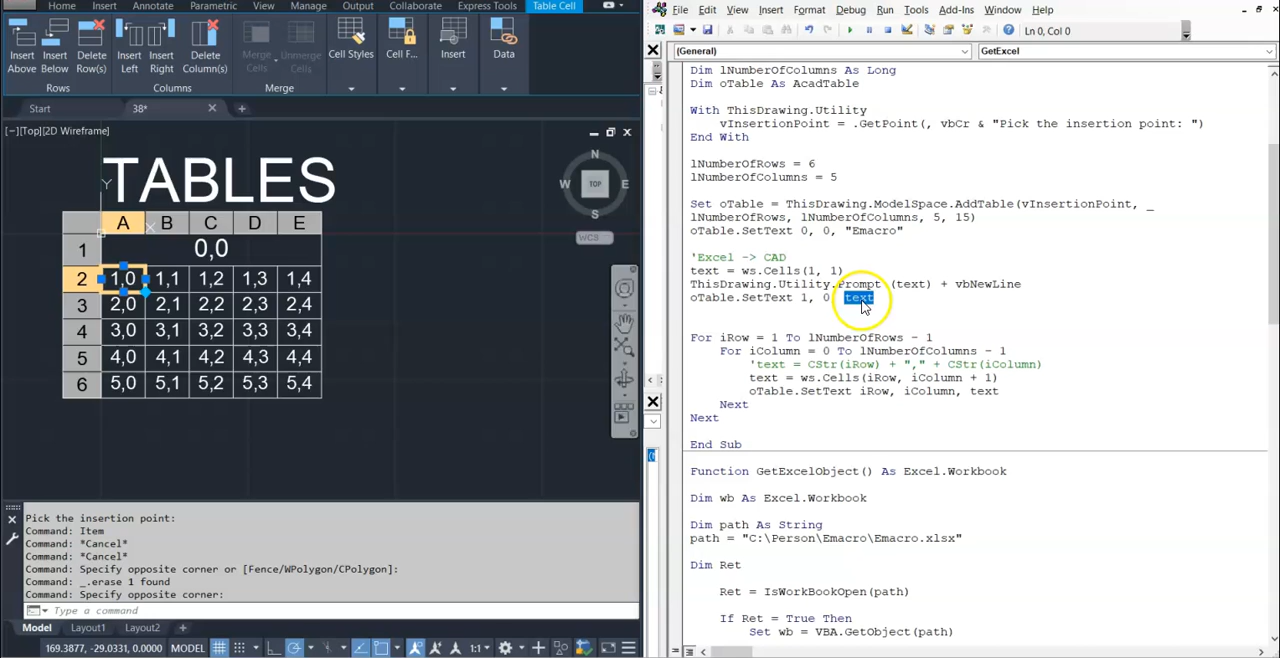 Home Insert Annotate Parametric View Manage Output Collaborate Express Tools Table Cell
Insert Above
Insert Below
Delete Row(s)
Insert Left
Insert Right
Delete Column(s)
Merge Cells
Unmerge Cells
Cell Styles
Cell F...
Insert
Data
Rows Columns Merge
Start 38*
[−][Top][2D Wireframe]
TABLES
Y
A B C D E
1 0,0
2 1,0 1,1 1,2 1,3 1,4
3 2,0 2,1 2,2 2,3 2,4
4 3,0 3,1 3,2 3,3 3,4
5 4,0 4,1 4,2 4,3 4,4
6 5,0 5,1 5,2 5,3 5,4
N
W TOP E
S
WCS
Pick the insertion point:
Command: Item
Command: *Cancel*
Command: *Cancel*
Command: Specify opposite corner or [Fence/WPolygon/CPolygon]:
Command: _.erase 1 found
Command: Specify opposite corner:
Type a command
Model Layout1 Layout2 +
169.3877, -29.0331, 0.0000 MODEL 1:1
File Edit View Insert Format Debug Run Tools Add-Ins Window Help
Ln 0, Col 0
(General) GetExcel
Dim lNumberOfColumns As Long
Dim oTable As AcadTable
With ThisDrawing.Utility
vInsertionPoint = .GetPoint(, vbCr & "Pick the insertion point: ")
End With
lNumberOfRows = 6
lNumberOfColumns = 5
Set oTable = ThisDrawing.ModelSpace.AddTable(vInsertionPoint, _
lNumberOfRows, lNumberOfColumns, 5, 15)
oTable.SetText 0, 0, "Emacro"
'Excel -> CAD
text = ws.Cells(1, 1)
ThisDrawing.Utility.Prompt (text) + vbNewLine
oTable.SetText 1, 0 text
For iRow = 1 To lNumberOfRows - 1
For iColumn = 0 To lNumberOfColumns - 1
'text = CStr(iRow) + "," + CStr(iColumn)
text = ws.Cells(iRow, iColumn + 1)
oTable.SetText iRow, iColumn, text
Next
Next
End Sub
Function GetExcelObject() As Excel.Workbook
Dim wb As Excel.Workbook
Dim path As String
path = "C:\Person\Emacro\Emacro.xlsx"
Dim Ret
Ret = IsWorkBookOpen(path)
If Ret = True Then
Set wb = VBA.GetObject(path)